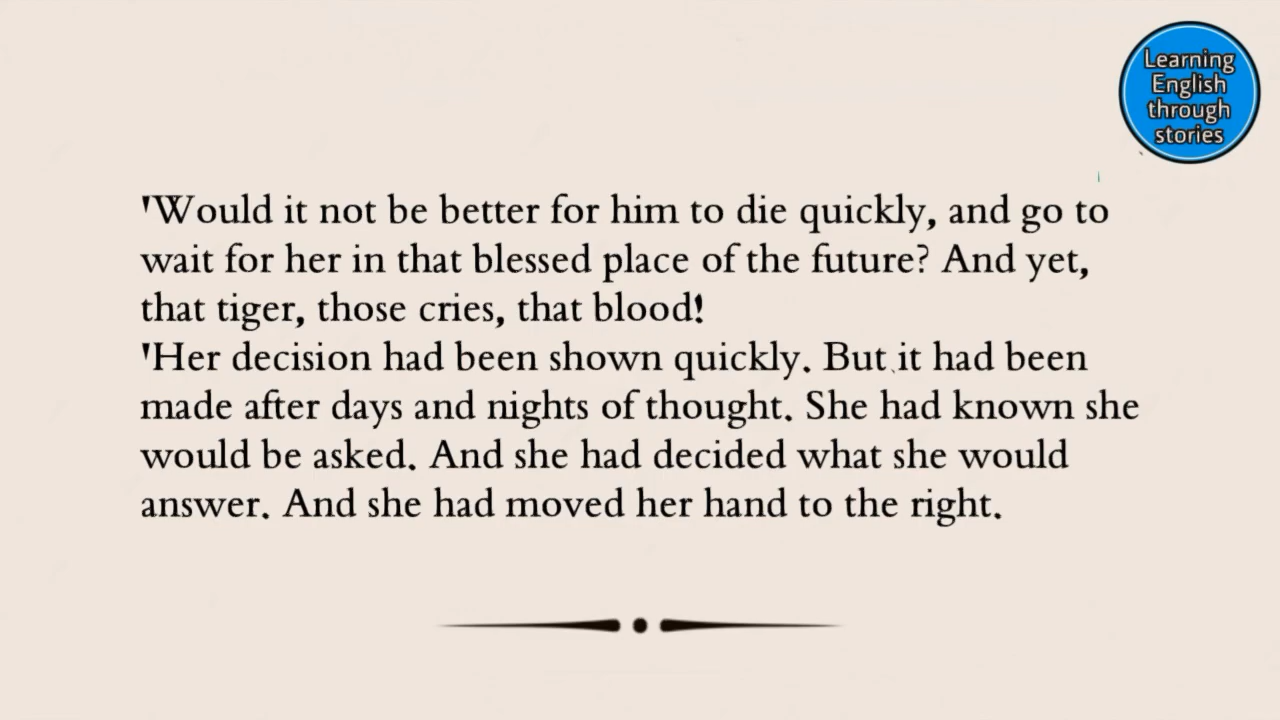 Learning
English
through
stories
'Would it not be better for him to die quickly, and go to
wait for her in that blessed place of the future? And yet,
that tiger, those cries, that blood!
'Her decision had been shown quickly. But it had been
made after days and nights of thought. She had known she
would be asked. And she had decided what she would
answer. And she had moved her hand to the right.